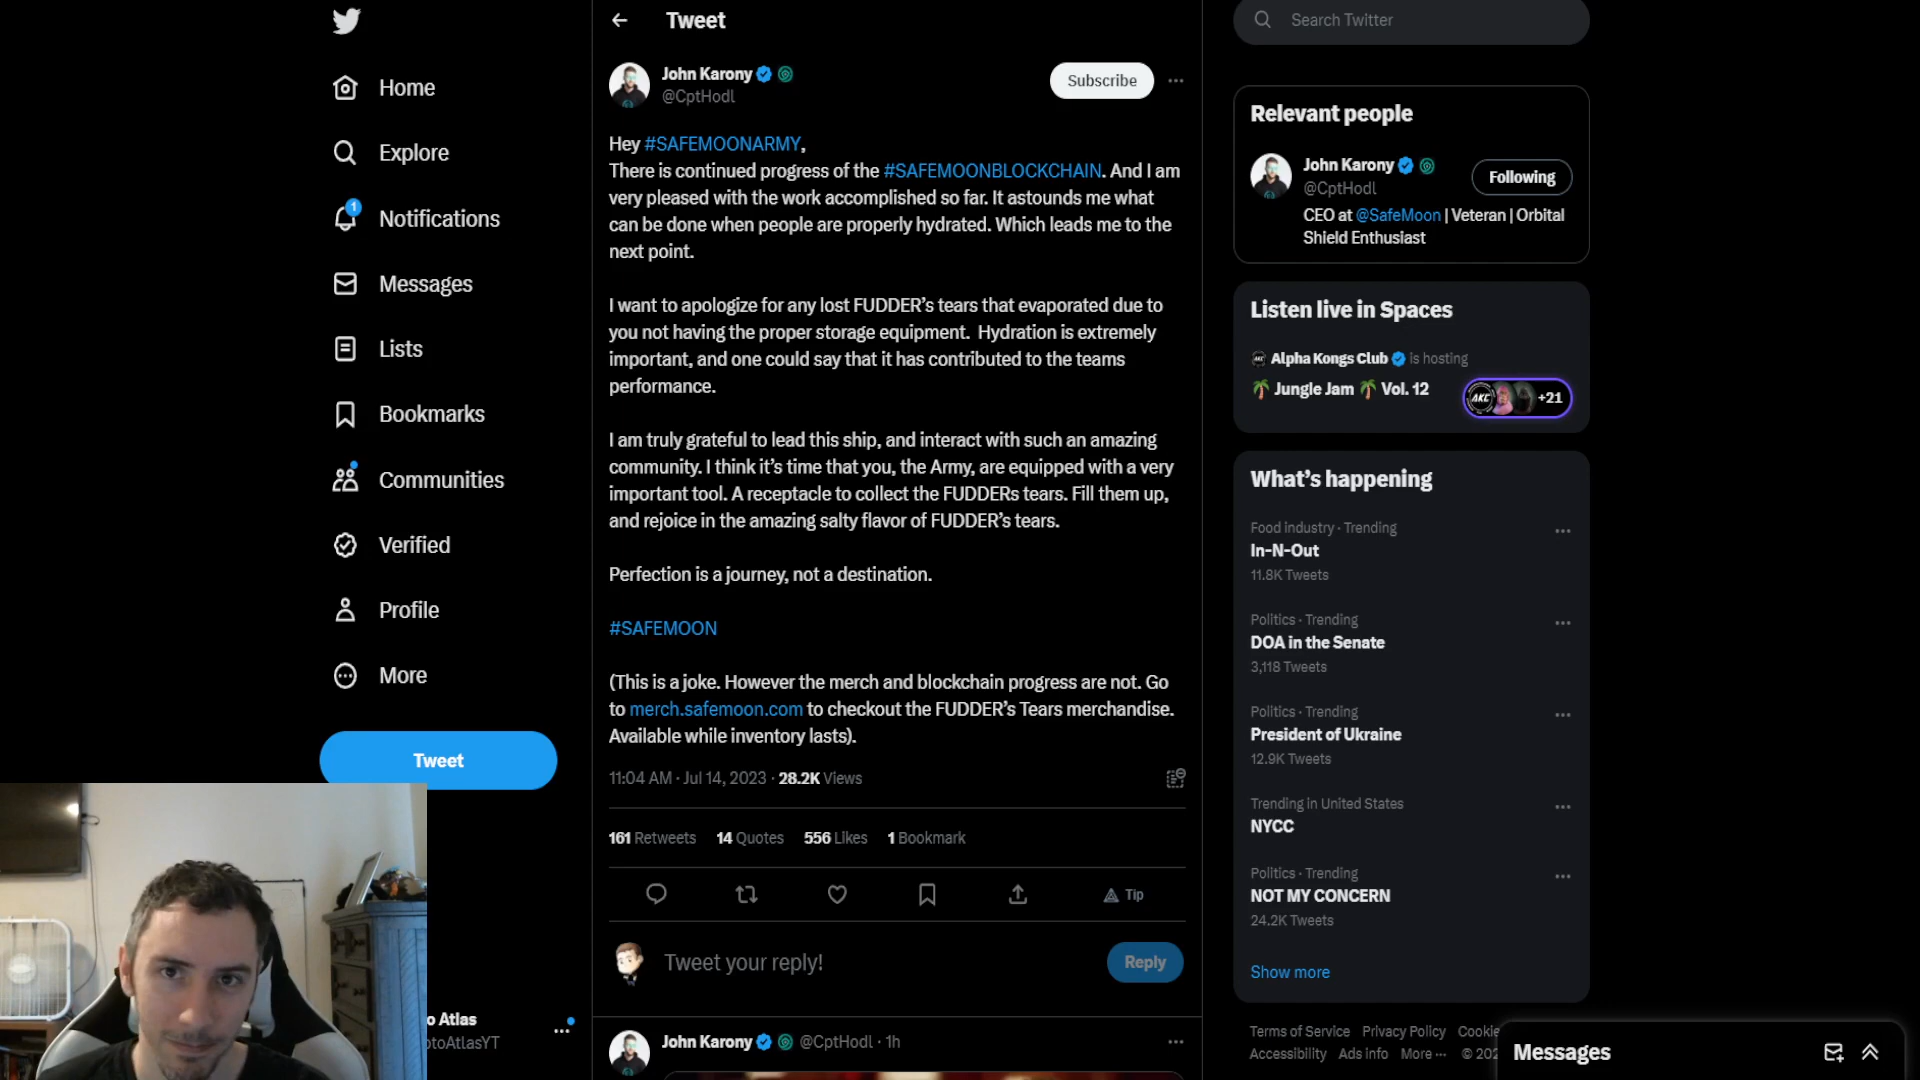 Home
Explore
1
Notifications
Messages
Lists
Bookmarks
Communities
Verified
Profile
More
Tweet
o Atlas
otoAtlasYT
Tweet
John Karony
@CptHodl
Subscribe
Hey #SAFEMOONARMY,
There is continued progress of the #SAFEMOONBLOCKCHAIN. And I am
very pleased with the work accomplished so far. It astounds me what
can be done when people are properly hydrated. Which leads me to the
next point.
I want to apologize for any lost FUDDER's tears that evaporated due to
you not having the proper storage equipment.  Hydration is extremely
important, and one could say that it has contributed to the teams
performance.
I am truly grateful to lead this ship, and interact with such an amazing
community. I think it's time that you, the Army, are equipped with a very
important tool. A receptacle to collect the FUDDERs tears. Fill them up,
and rejoice in the amazing salty flavor of FUDDER's tears.
Perfection is a journey, not a destination.
#SAFEMOON
(This is a joke. However the merch and blockchain progress are not. Go
to merch.safemoon.com to checkout the FUDDER's Tears merchandise.
Available while inventory lasts).
11:04 AM · Jul 14, 2023 · 28.2K Views
161 Retweets 14 Quotes 556 Likes 1 Bookmark
Tip
Tweet your reply!
Reply
John Karony @CptHodl · 1h
Search Twitter
Relevant people
John Karony
@CptHodl
Following
CEO at @SafeMoon | Veteran | Orbital
Shield Enthusiast
Listen live in Spaces
AKC Alpha Kongs Club is hosting
Jungle Jam Vol. 12
AKC +21
What's happening
Food industry · Trending
In-N-Out
11.8K Tweets
Politics · Trending
DOA in the Senate
3,118 Tweets
Politics · Trending
President of Ukraine
12.9K Tweets
Trending in United States
NYCC
Politics · Trending
NOT MY CONCERN
24.2K Tweets
Show more
Terms of Service Privacy Policy Cookie
Accessibility Ads info More ··· © 202
Messages